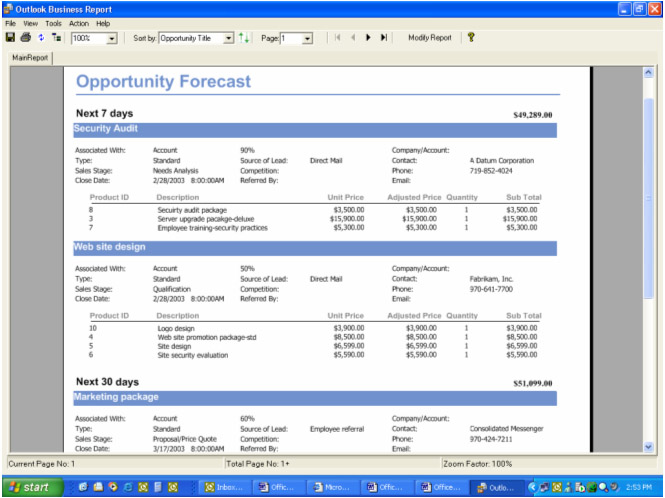 Outlook Business Report
File View Tools Action Help
100% Sort by: Opportunity Title Page: 1 Modify Report
MainReport
Opportunity Forecast
Next 7 days $49,289.00
Security Audit
Associated With: Account 90% Company/Account:
Type: Standard Source of Lead: Direct Mail Contact: A Datum Corporation
Sales Stage: Needs Analysis Competition: Phone: 719-852-4024
Close Date: 2/28/2003 8:00:00AM Referred By: Email:
Product ID Description Unit Price Adjusted Price Quantity Sub Total
8 Secuirty audit package $3,500.00 $3,500.00 1 $3,500.00
3 Server upgrade pacakge-deluxe $15,900.00 $15,900.00 1 $15,900.00
7 Employee training-security practices $5,300.00 $5,300.00 1 $5,300.00
Web site design
Associated With: Account 50% Company/Account:
Type: Standard Source of Lead: Direct Mail Contact: Fabrikam, Inc.
Sales Stage: Qualification Competition: Phone: 970-641-7700
Close Date: 2/28/2003 8:00:00AM Referred By: Email:
Product ID Description Unit Price Adjusted Price Quantity Sub Total
10 Logo design $3,900.00 $3,900.00 1 $3,900.00
4 Web site promotion package-std $8,500.00 $8,500.00 1 $8,500.00
5 Site design $6,599.00 $6,599.00 1 $6,599.00
6 Site security evaluation $5,590.00 $5,590.00 1 $5,590.00
Next 30 days $51,099.00
Marketing package
Associated With: Account 60% Company/Account:
Type: Standard Source of Lead: Employee referral Contact: Consolidated Messenger
Sales Stage: Proposal/Price Quote Competition: Phone: 970-424-7211
Close Date: 3/17/2003 8:00:00AM Referred By: Email:
Current Page No: 1 Total Page No: 1+ Zoom Factor: 100%
start Inbox... Offic... Micro... Offic... Office... Outlo... 2:53 PM